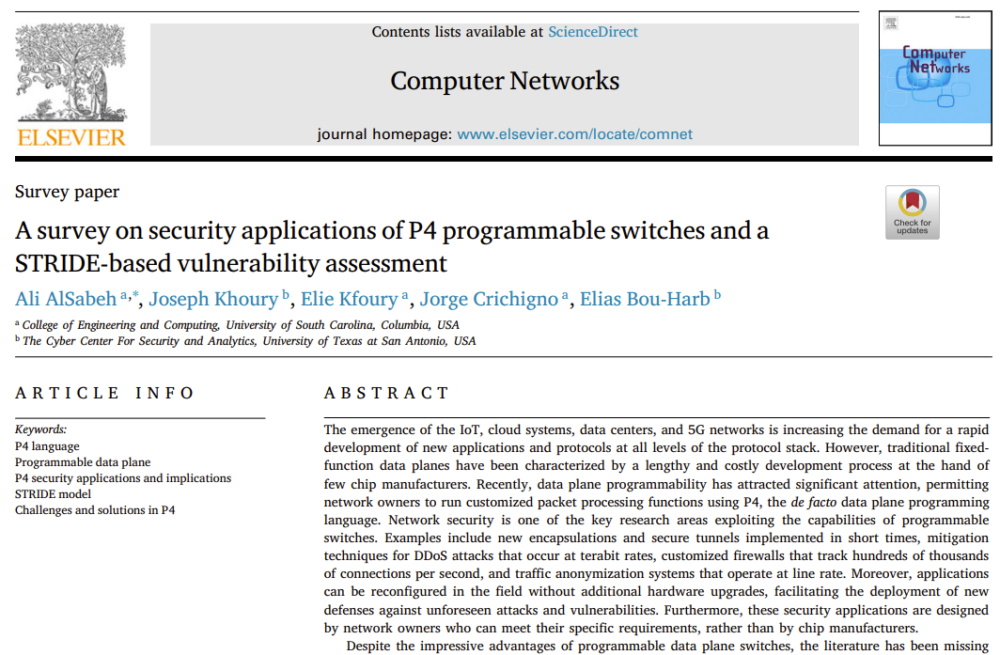 Contents lists available at ScienceDirect
Computer Networks
journal homepage: www.elsevier.com/locate/comnet
ELSEVIER
Computer
Networks
Survey paper
Check for
updates
A survey on security applications of P4 programmable switches and a
STRIDE-based vulnerability assessment
Ali AlSabeh a,*, Joseph Khoury b, Elie Kfoury a, Jorge Crichigno a, Elias Bou-Harb b
a College of Engineering and Computing, University of South Carolina, Columbia, USA
b The Cyber Center For Security and Analytics, University of Texas at San Antonio, USA
ARTICLE INFO
Keywords:
P4 language
Programmable data plane
P4 security applications and implications
STRIDE model
Challenges and solutions in P4
ABSTRACT
The emergence of the IoT, cloud systems, data centers, and 5G networks is increasing the demand for a rapid
development of new applications and protocols at all levels of the protocol stack. However, traditional fixed-
function data planes have been characterized by a lengthy and costly development process at the hand of
few chip manufacturers. Recently, data plane programmability has attracted significant attention, permitting
network owners to run customized packet processing functions using P4, the de facto data plane programming
language. Network security is one of the key research areas exploiting the capabilities of programmable
switches. Examples include new encapsulations and secure tunnels implemented in short times, mitigation
techniques for DDoS attacks that occur at terabit rates, customized firewalls that track hundreds of thousands
of connections per second, and traffic anonymization systems that operate at line rate. Moreover, applications
can be reconfigured in the field without additional hardware upgrades, facilitating the deployment of new
defenses against unforeseen attacks and vulnerabilities. Furthermore, these security applications are designed
by network owners who can meet their specific requirements, rather than by chip manufacturers.
Despite the impressive advantages of programmable data plane switches, the literature has been missing